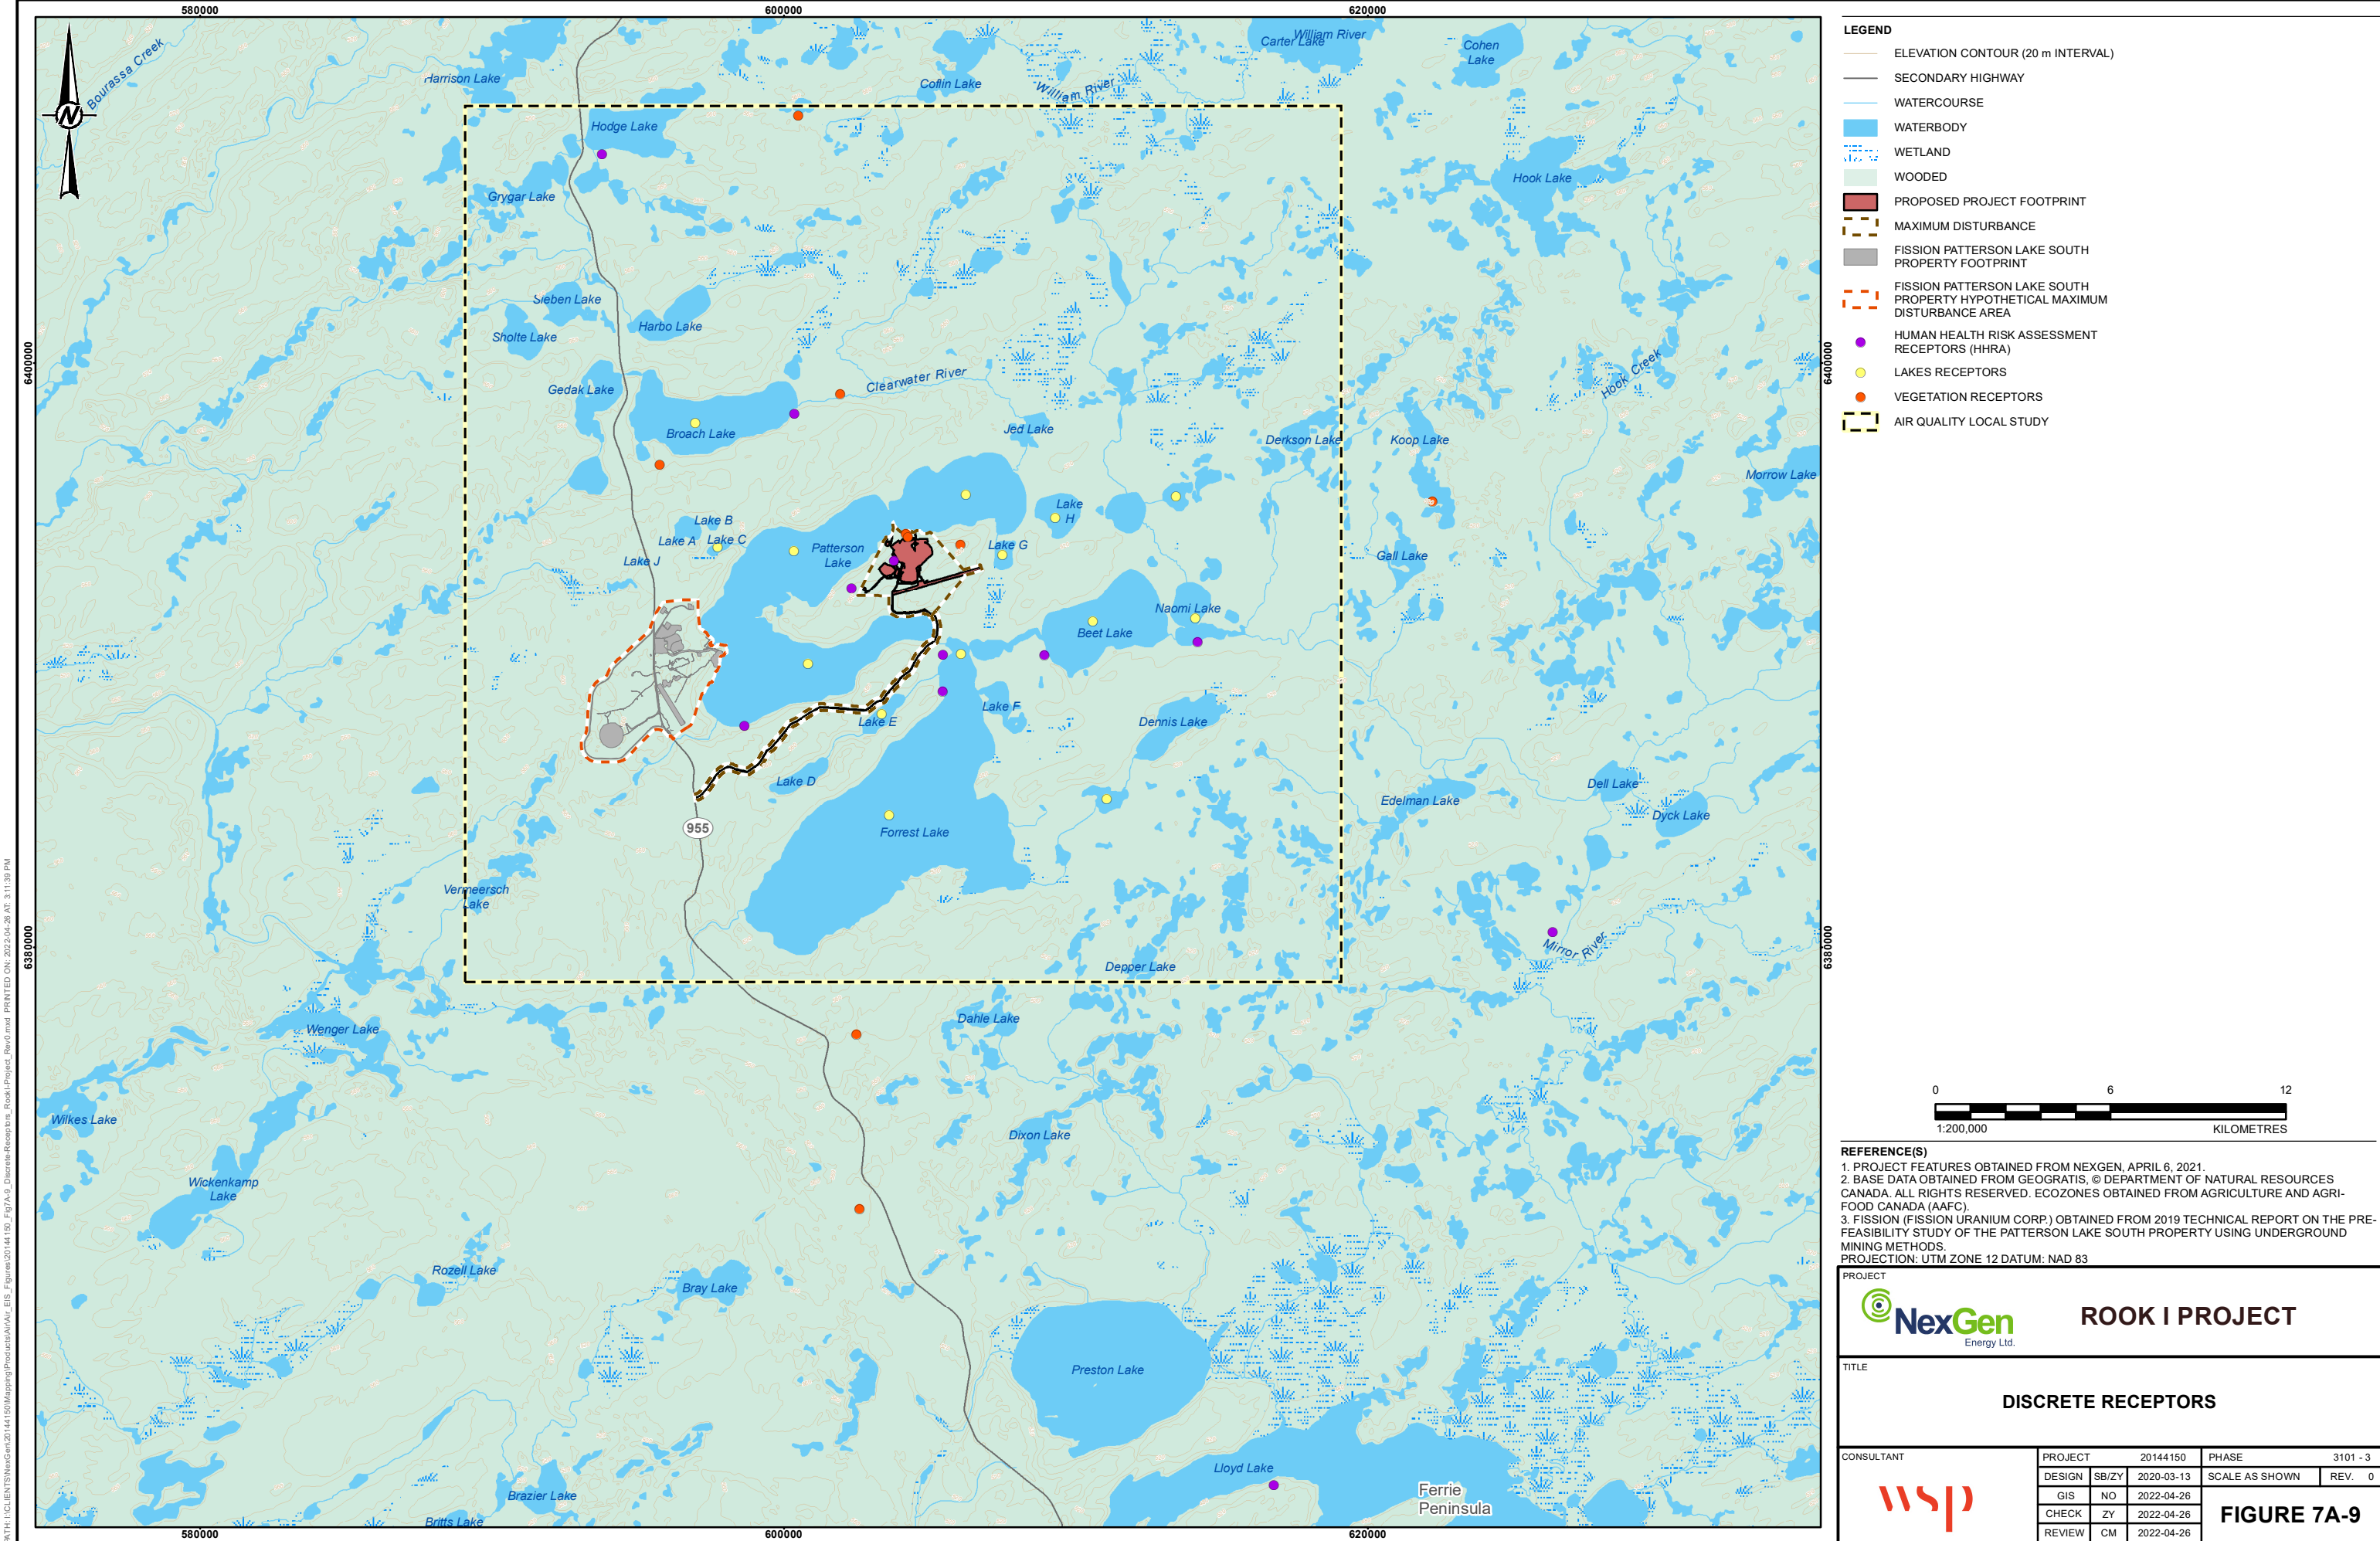 580000
600000
620000
Bourassa Creek
Harrison Lake
Coflin Lake
William River
Carter Lake
William River
Cohen
Lake
Hodge Lake
Grygar Lake
Hook Lake
Sieben Lake
Sholte Lake
Harbo Lake
6400000
6400000
Gedak Lake
Clearwater River
Hook Creek
Broach Lake
Jed Lake
Derkson Lake
Koop Lake
Morrow Lake
Lake B
Lake A
Lake C
Lake
H
Patterson
Lake
Lake G
Lake J
Gall Lake
Naomi Lake
Beet Lake
Lake F
Lake E
Dennis Lake
Lake D
Dell Lake
Edelman Lake
Dyck Lake
955
Forrest Lake
Vermeersch
Lake
6380000
6380000
Mirror River
Depper Lake
Dahle Lake
Wenger Lake
Wilkes Lake
Dixon Lake
Wickenkamp
Lake
Rozell Lake
Bray Lake
Preston Lake
Lloyd Lake
Ferrie
Peninsula
Brazier Lake
Britts Lake
580000
600000
620000
LEGEND
ELEVATION CONTOUR (20 m INTERVAL)
SECONDARY HIGHWAY
WATERCOURSE
WATERBODY
WETLAND
WOODED
PROPOSED PROJECT FOOTPRINT
MAXIMUM DISTURBANCE
FISSION PATTERSON LAKE SOUTH
PROPERTY FOOTPRINT
FISSION PATTERSON LAKE SOUTH
PROPERTY HYPOTHETICAL MAXIMUM
DISTURBANCE AREA
HUMAN HEALTH RISK ASSESSMENT
RECEPTORS (HHRA)
LAKES RECEPTORS
VEGETATION RECEPTORS
AIR QUALITY LOCAL STUDY
0 6 12
1:200,000 KILOMETRES
REFERENCE(S)
1. PROJECT FEATURES OBTAINED FROM NEXGEN, APRIL 6, 2021.
2. BASE DATA OBTAINED FROM GEOGRATIS, © DEPARTMENT OF NATURAL RESOURCES
CANADA. ALL RIGHTS RESERVED. ECOZONES OBTAINED FROM AGRICULTURE AND AGRI-
FOOD CANADA (AAFC).
3. FISSION (FISSION URANIUM CORP.) OBTAINED FROM 2019 TECHNICAL REPORT ON THE PRE-
FEASIBILITY STUDY OF THE PATTERSON LAKE SOUTH PROPERTY USING UNDERGROUND
MINING METHODS.
PROJECTION: UTM ZONE 12 DATUM: NAD 83
PROJECT
NexGen
Energy Ltd.
ROOK I PROJECT
TITLE
DISCRETE RECEPTORS
CONSULTANT
wsp
PROJECT 20144150 PHASE 3101 - 3
DESIGN SB/ZY 2020-03-13 SCALE AS SHOWN REV. 0
GIS NO 2022-04-26
CHECK ZY 2022-04-26
REVIEW CM 2022-04-26
FIGURE 7A-9
N